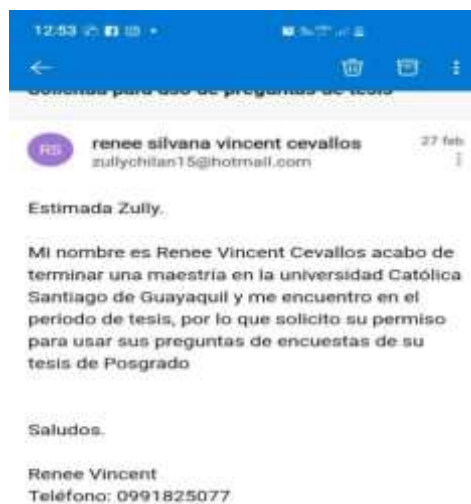 12:53
Solicitud para uso de preguntas de tesis
RS
renee silvana vincent cevallos
27 feb
zullychilan15@hotmail.com
Estimada Zully.
Mi nombre es Renee Vincent Cevallos acabo de
terminar una maestría en la universidad Católica
Santiago de Guayaquil y me encuentro en el
periodo de tesis, por lo que solicito su permiso
para usar sus preguntas de encuestas de su
tesis de Posgrado
Saludos.
Renee Vincent
Teléfono: 0991825077